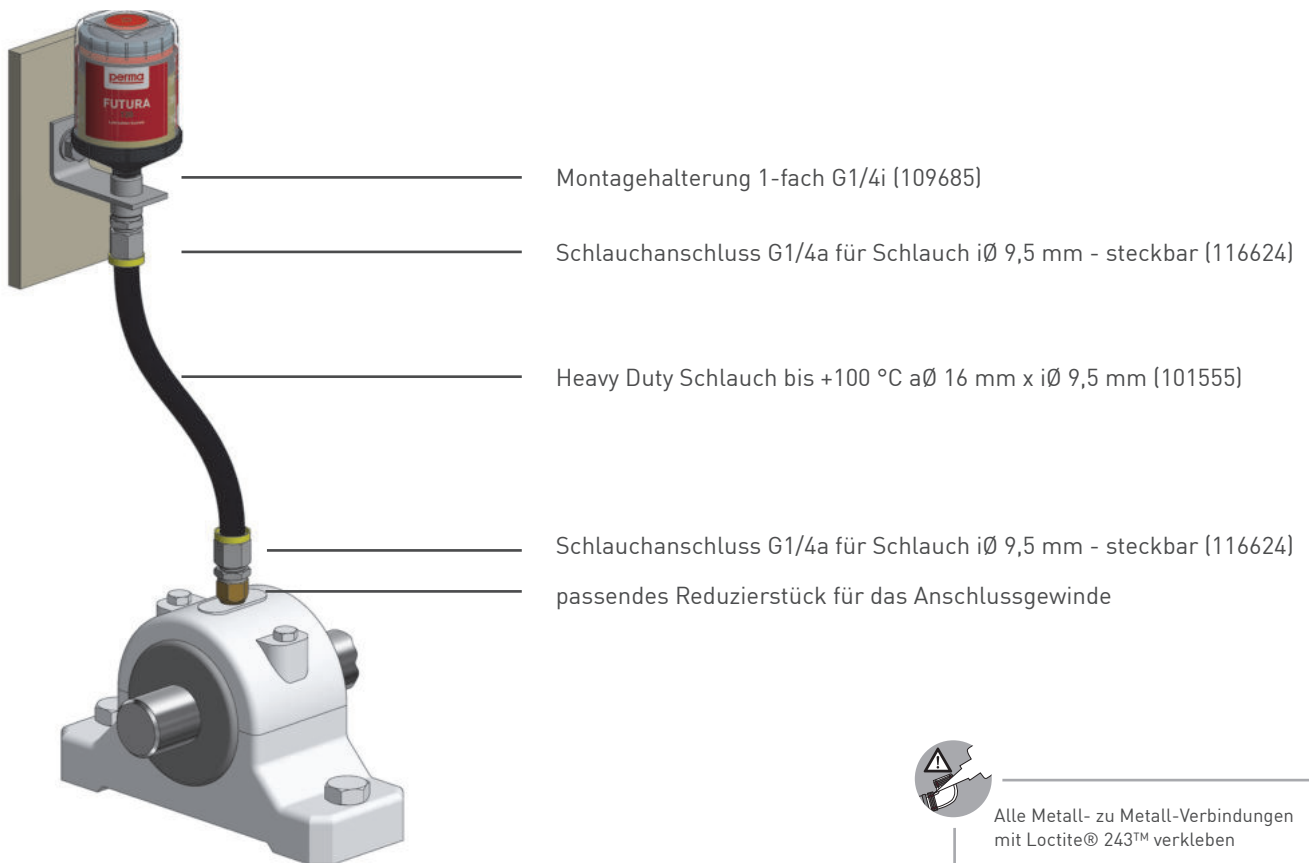 perma
FUTURA
Montagehalterung 1-fach G1/4i (109685)
Schlauchanschluss G1/4a für Schlauch iØ 9,5 mm - steckbar (116624)
Heavy Duty Schlauch bis +100 °C aØ 16 mm x iØ 9,5 mm (101555)
Schlauchanschluss G1/4a für Schlauch iØ 9,5 mm - steckbar (116624)
passendes Reduzierstück für das Anschlussgewinde
Alle Metall- zu Metall-Verbindungen
mit Loctite® 243™ verkleben